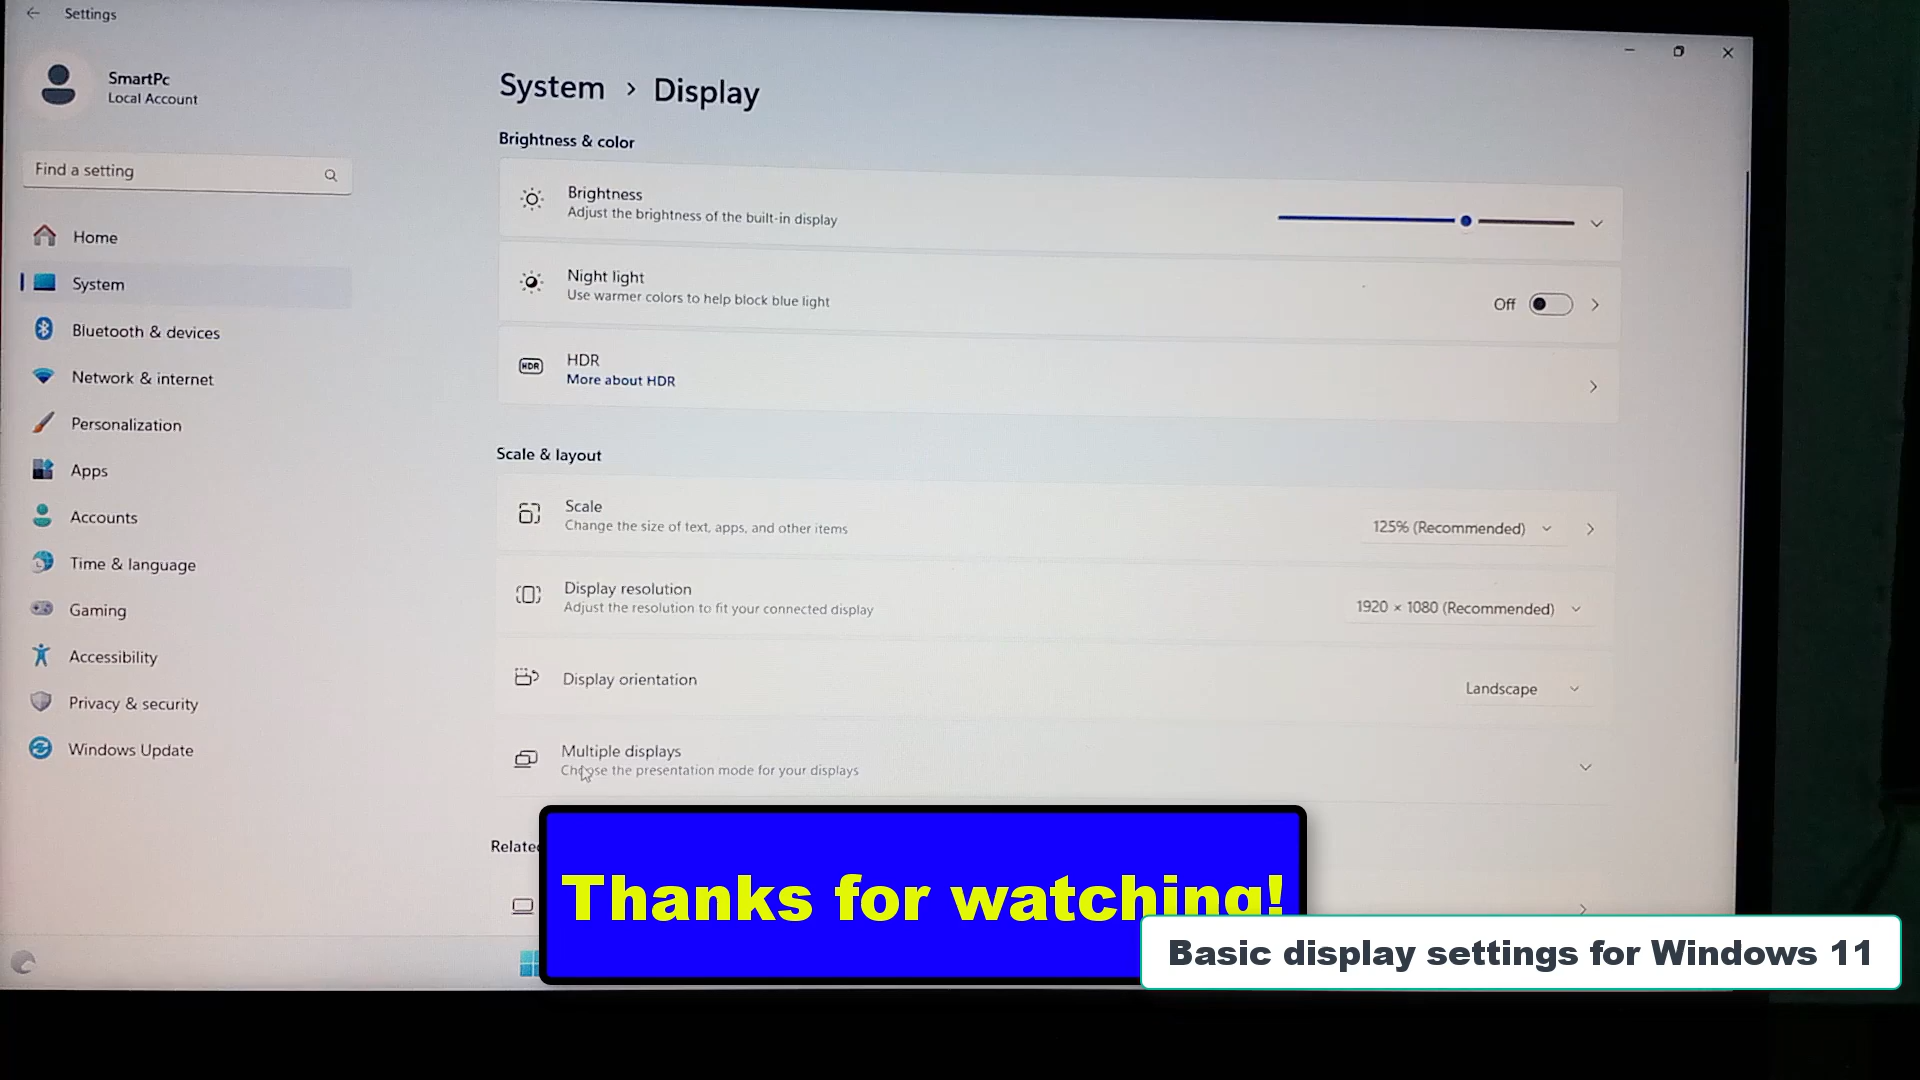 Settings
SmartPc
Local Account
Find a setting
Home
System
Bluetooth & devices
Network & internet
Personalization
Apps
Accounts
Time & language
Gaming
Accessibility
Privacy & security
Windows Update
System > Display
Brightness & color
Brightness
Adjust the brightness of the built-in display
Night light
Use warmer colors to help block blue light
Off
HDR
HDR
More about HDR
Scale & layout
Scale
Change the size of text, apps, and other items
125% (Recommended)
Display resolution
Adjust the resolution to fit your connected display
1920 × 1080 (Recommended)
Display orientation
Landscape
Multiple displays
Choose the presentation mode for your displays
Thanks for watching!
Basic display settings for Windows 11